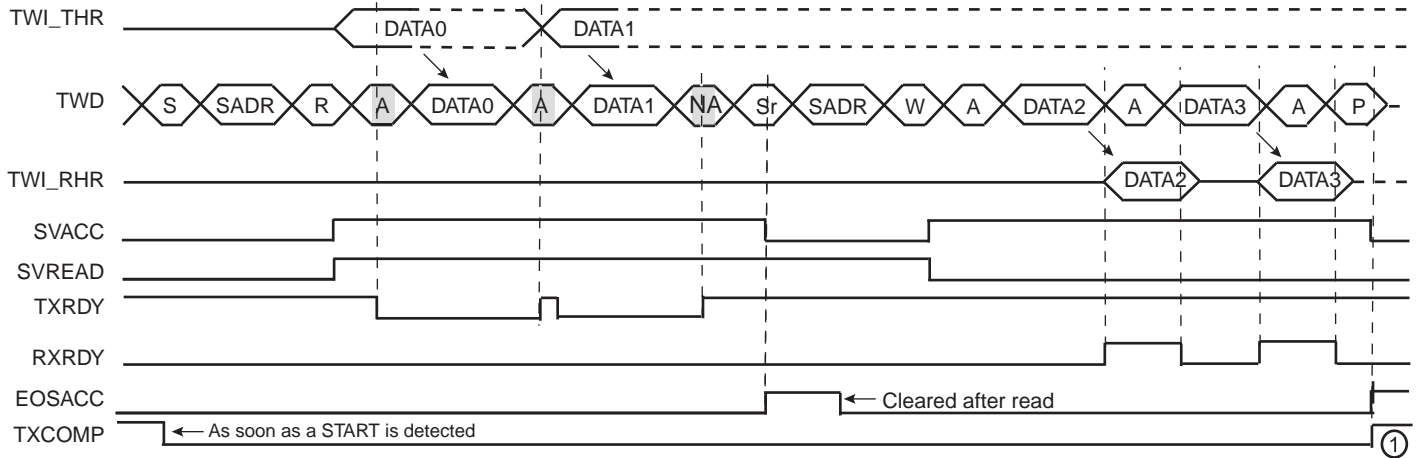 TWI_THR DATA0 DATA1
TWD S SADR R A DATA0 A DATA1 NA Sr SADR W A DATA2 A DATA3 A P
TWI_RHR DATA2 DATA3
SVACC
SVREAD
TXRDY
RXRDY
EOSACC Cleared after read
TXCOMP As soon as a START is detected 1